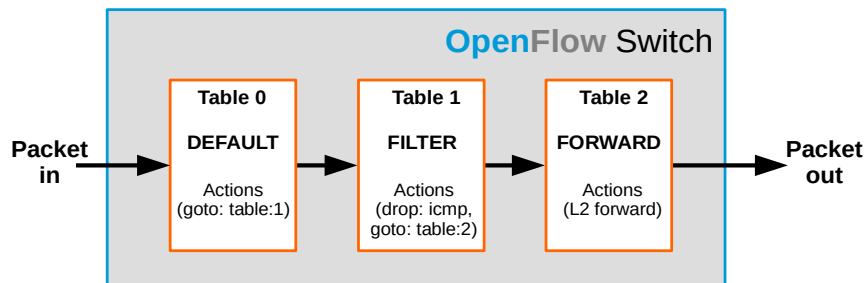 OpenFlow Switch
Table 0
DEFAULT
Actions
(goto: table:1)
Table 1
FILTER
Actions
(drop: icmp,
goto: table:2)
Table 2
FORWARD
Actions
(L2 forward)
Packet
in
Packet
out